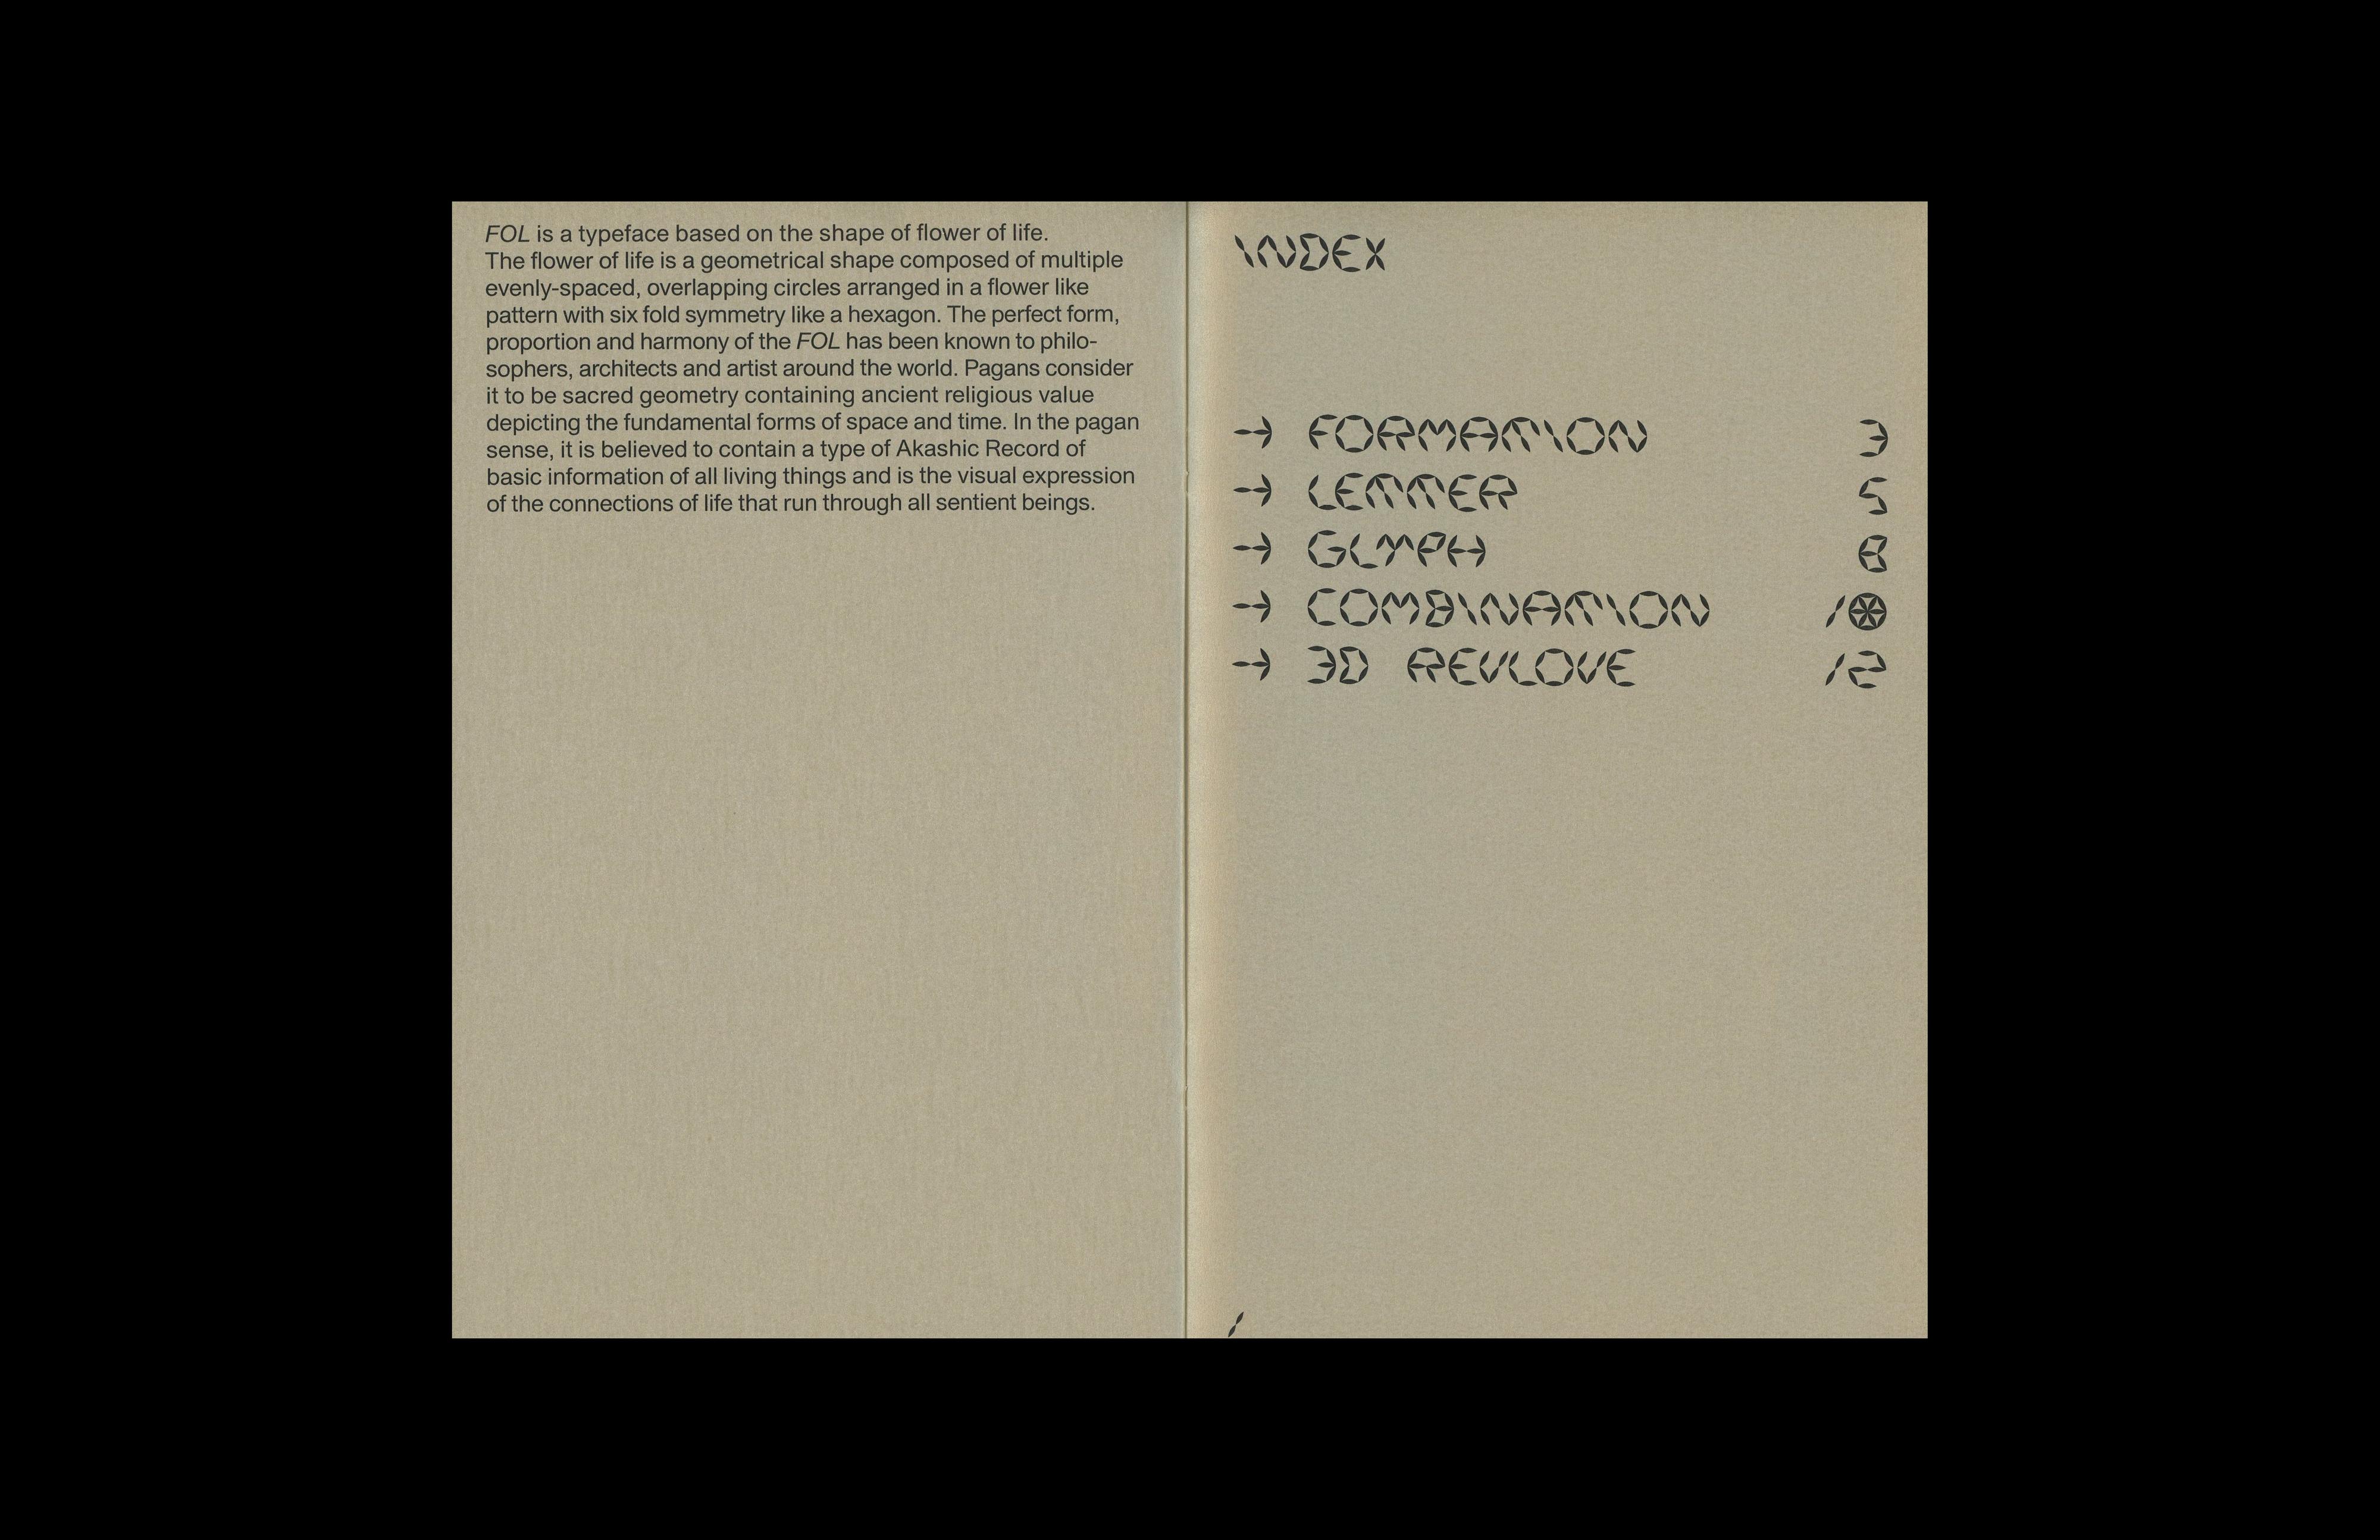 FOL is a typeface based on the shape of flower of life.
The flower of life is a geometrical shape composed of multiple
evenly-spaced, overlapping circles arranged in a flower like
pattern with six fold symmetry like a hexagon. The perfect form,
proportion and harmony of the FOL has been known to philo-
sophers, architects and artist around the world. Pagans consider
it to be sacred geometry containing ancient religious value
depicting the fundamental forms of space and time. In the pagan
sense, it is believed to contain a type of Akashic Record of
basic information of all living things and is the visual expression
of the connections of life that run through all sentient beings.
INDEX
→ FORMATION 3
→ LETTER 5
→ GLYPH 8
→ COMBINATION 10
→ 3D REVLOVE 12
1